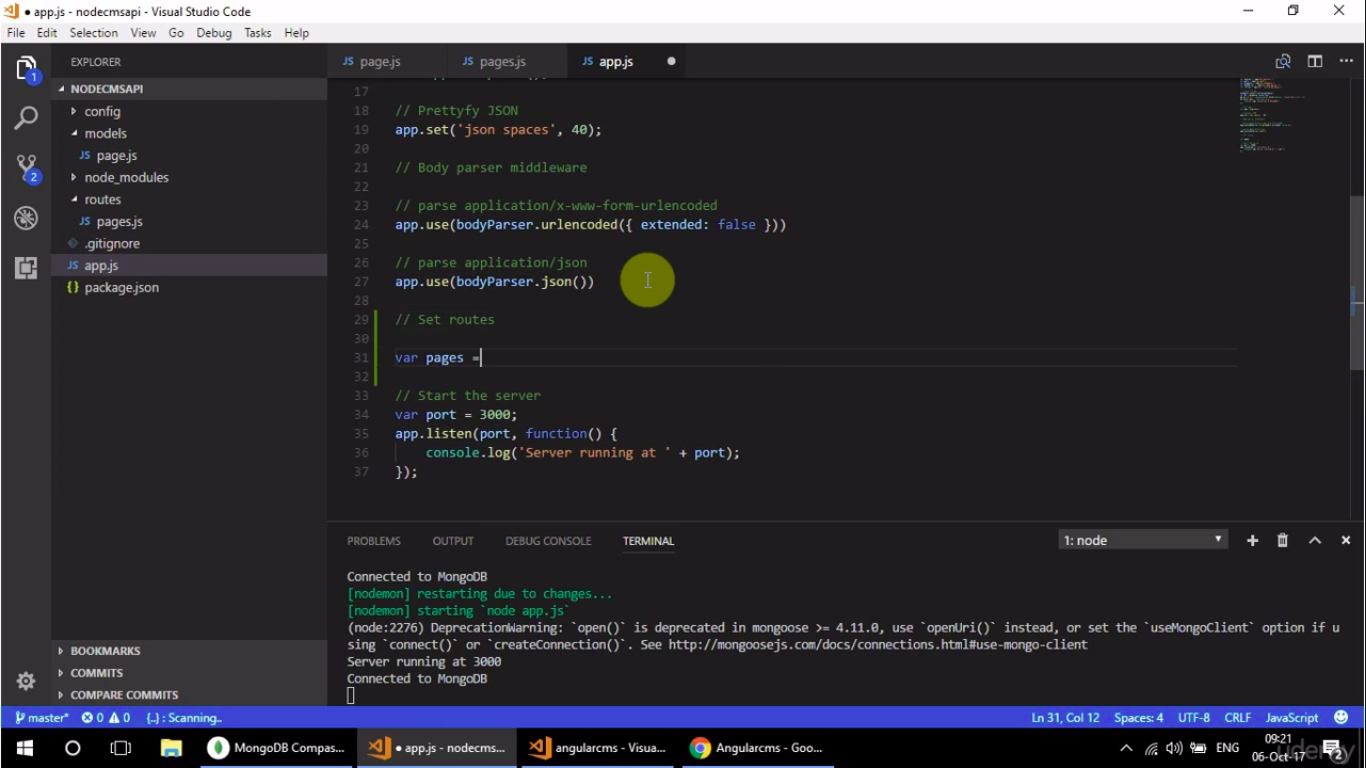 ● app.js - nodecmsapi - Visual Studio Code
File Edit Selection View Go Debug Tasks Help
EXPLORER
JS page.js JS pages.js JS app.js ●
NODECMSAPI
config
models
JS page.js
node_modules
routes
JS pages.js
.gitignore
JS app.js
{} package.json
BOOKMARKS
COMMITS
COMPARE COMMITS
1
2
17
18 // Prettyfy JSON
19 app.set('json spaces', 40);
20
21 // Body parser middleware
22
23 // parse application/x-www-form-urlencoded
24 app.use(bodyParser.urlencoded({ extended: false }))
25
26 // parse application/json
27 app.use(bodyParser.json())
28
29 // Set routes
30
31 var pages =
32
33 // Start the server
34 var port = 3000;
35 app.listen(port, function() {
36 console.log('Server running at ' + port);
37 });
PROBLEMS OUTPUT DEBUG CONSOLE TERMINAL 1: node
Connected to MongoDB
[nodemon] restarting due to changes...
[nodemon] starting `node app.js`
(node:2276) DeprecationWarning: `open()` is deprecated in mongoose >= 4.11.0, use `openUri()` instead, or set the `useMongoClient` option if u
sing `connect()` or `createConnection()`. See http://mongoosejs.com/docs/connections.html#use-mongo-client
Server running at 3000
Connected to MongoDB
master* 0 0 {..} : Scanning.. Ln 31, Col 12 Spaces: 4 UTF-8 CRLF JavaScript
MongoDB Compas... ● app.js - nodecms... angularcms - Visua... Angularcms - Goo... ENG 09:21
06-Oct-17 2
udemy